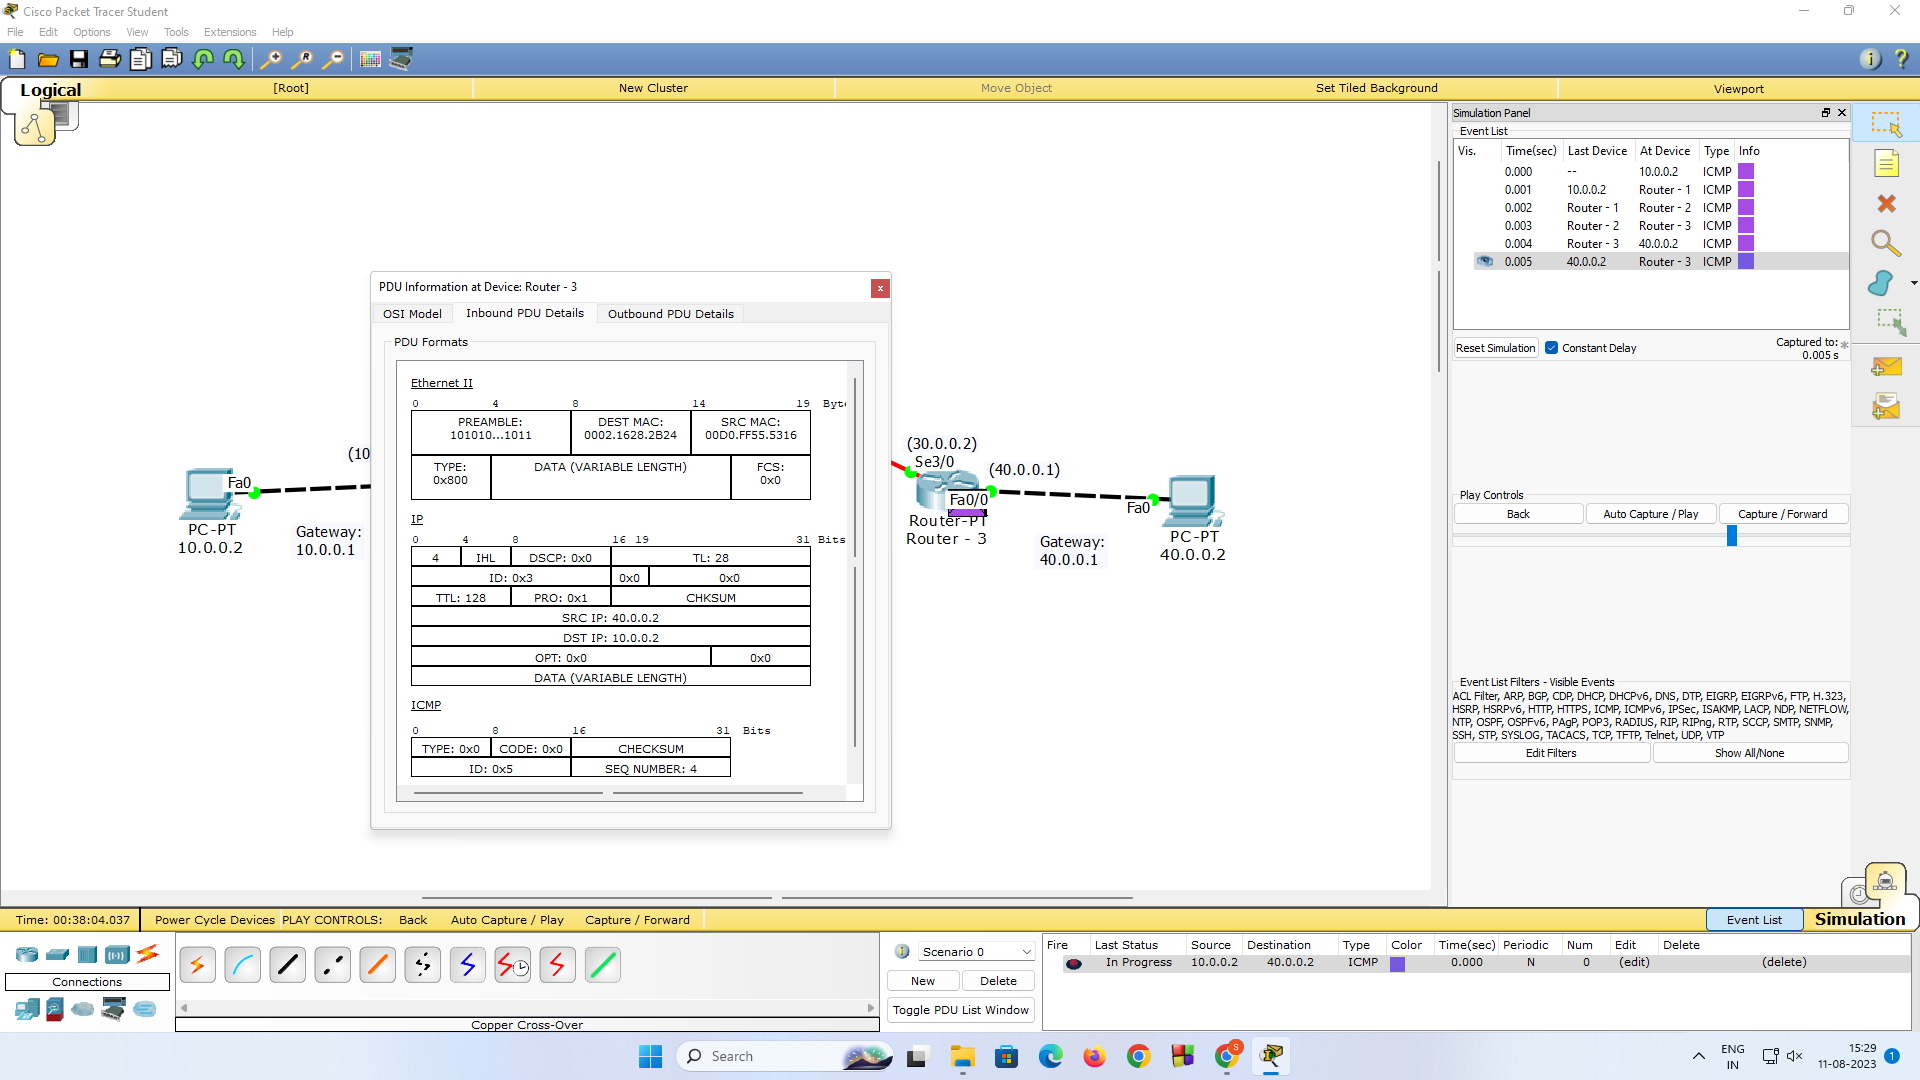 Cisco Packet Tracer Student
File Edit Options View Tools Extensions Help
Logical [Root] New Cluster Move Object Set Tiled Background Viewport
Simulation Panel
Event List
Vis. Time(sec) Last Device At Device Type Info
0.000 -- 10.0.0.2 ICMP
0.001 10.0.0.2 Router - 1 ICMP
0.002 Router - 1 Router - 2 ICMP
0.003 Router - 2 Router - 3 ICMP
0.004 Router - 3 40.0.0.2 ICMP
0.005 40.0.0.2 Router - 3 ICMP
Reset Simulation Constant Delay Captured to: *
0.005 s
Play Controls
Back Auto Capture / Play Capture / Forward
Event List Filters - Visible Events
ACL Filter, ARP, BGP, CDP, DHCP, DHCPv6, DNS, DTP, EIGRP, EIGRPv6, FTP, H.323,
HSRP, HSRPv6, HTTP, HTTPS, ICMP, ICMPv6, IPSec, ISAKMP, LACP, NDP, NETFLOW,
NTP, OSPF, OSPFv6, PAgP, POP3, RADIUS, RIP, RIPng, RTP, SCCP, SMTP, SNMP,
SSH, STP, SYSLOG, TACACS, TCP, TFTP, Telnet, UDP, VTP
Edit Filters Show All/None
PDU Information at Device: Router - 3 x
OSI Model Inbound PDU Details Outbound PDU Details
PDU Formats
Ethernet II
0 4 8 14 19 Byte
PREAMBLE: DEST MAC: SRC MAC:
101010...1011 0002.1628.2B24 00D0.FF55.5316
TYPE: DATA (VARIABLE LENGTH) FCS:
0x800 0x0
IP
0 4 8 16 19 31 Bits
4 IHL DSCP: 0x0 TL: 28
ID: 0x3 0x0 0x0
TTL: 128 PRO: 0x1 CHKSUM
SRC IP: 40.0.0.2
DST IP: 10.0.0.2
OPT: 0x0 0x0
DATA (VARIABLE LENGTH)
ICMP
0 8 16 31 Bits
TYPE: 0x0 CODE: 0x0 CHECKSUM
ID: 0x5 SEQ NUMBER: 4
(10
Fa0
PC-PT
10.0.0.2
Gateway:
10.0.0.1
(30.0.0.2)
Se3/0
(40.0.0.1)
Fa0/0
Router-PT
Router - 3
Fa0
Gateway:
40.0.0.1
PC-PT
40.0.0.2
Time: 00:38:04.037 Power Cycle Devices PLAY CONTROLS: Back Auto Capture / Play Capture / Forward Event List Simulation
Connections
Copper Cross-Over
Scenario 0
New Delete
Toggle PDU List Window
Fire Last Status Source Destination Type Color Time(sec) Periodic Num Edit Delete
In Progress 10.0.0.2 40.0.0.2 ICMP 0.000 N 0 (edit) (delete)
Search
S
ENG
IN
15:29
11-08-2023
1